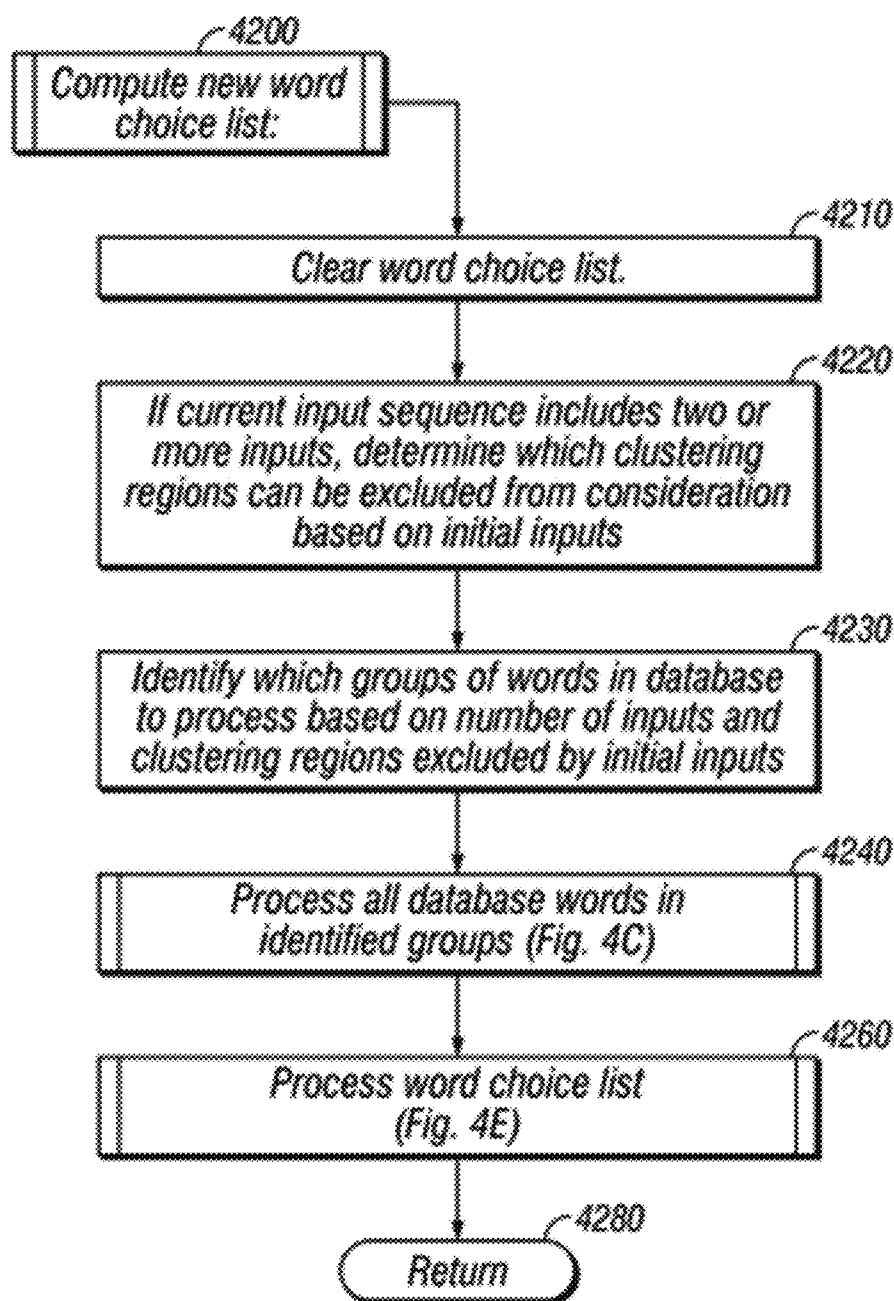 4200
Compute new word
choice list:
4210
Clear word choice list.
4220
If current input sequence includes two or
more inputs, determine which clustering
regions can be excluded from consideration
based on initial inputs
4230
Identify which groups of words in database
to process based on number of inputs and
clustering regions excluded by initial inputs
4240
Process all database words in
identified groups (Fig. 4C)
4260
Process word choice list
(Fig. 4E)
4280
Return